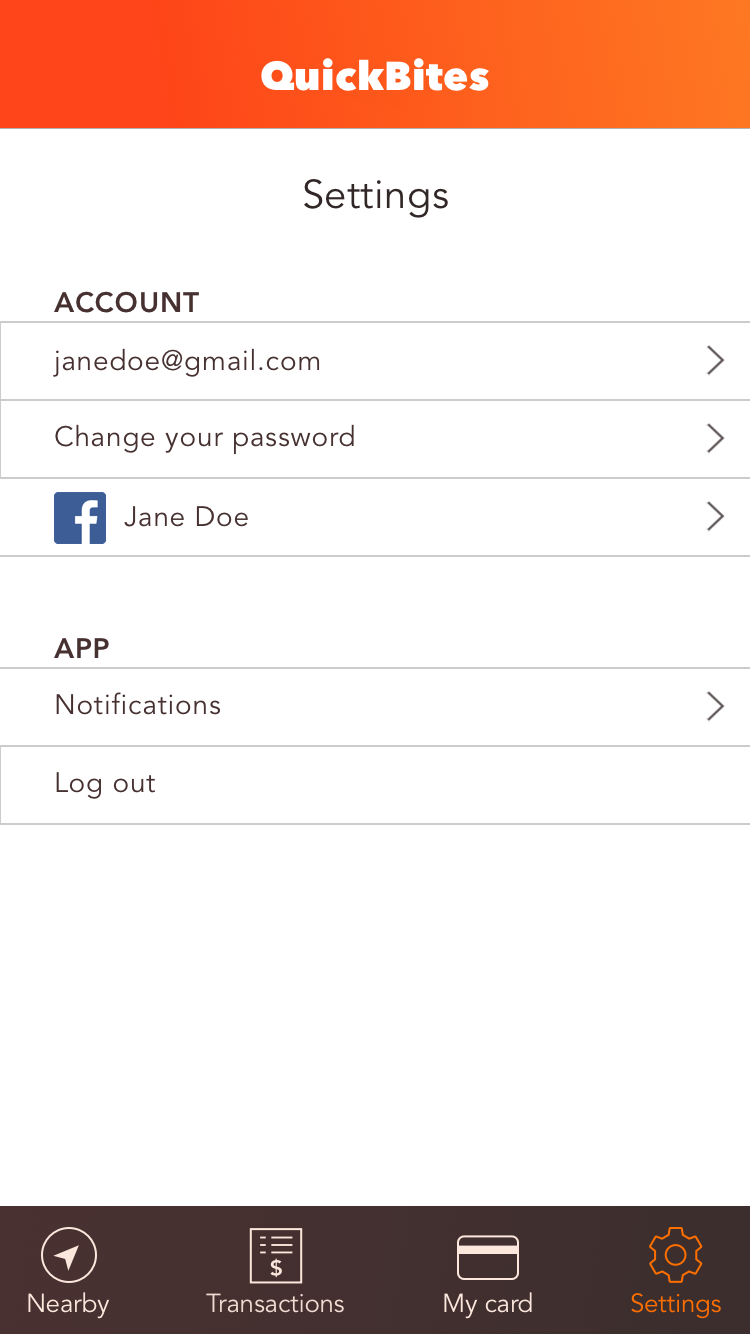 QuickBites
Settings
ACCOUNT
janedoe@gmail.com
Change your password
Jane Doe
APP
Notifications
Log out
$
Nearby
Transactions
My card
Settings